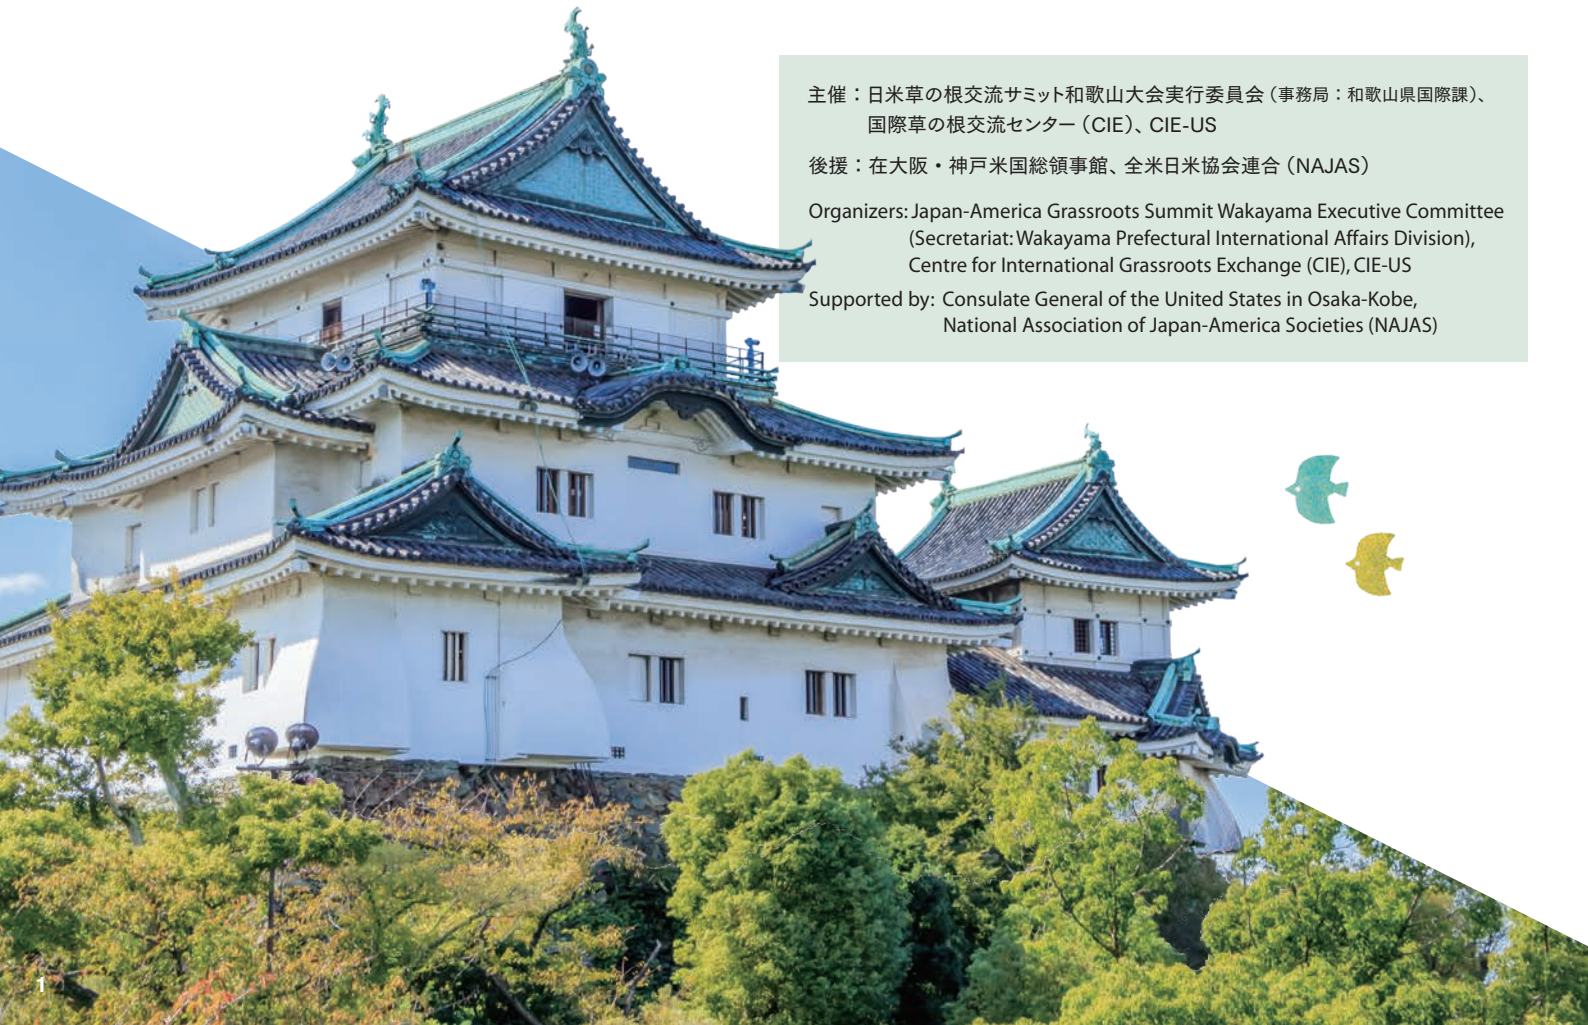 主催：日米草の根交流サミット和歌山大会実行委員会（事務局：和歌山県国際課）、
国際草の根交流センター（CIE）、CIE-US
後援：在大阪・神戸米国総領事館、全米日米協会連合（NAJAS）
Organizers: Japan-America Grassroots Summit Wakayama Executive Committee
(Secretariat: Wakayama Prefectural International Affairs Division),
Centre for International Grassroots Exchange (CIE), CIE-US
Supported by: Consulate General of the United States in Osaka-Kobe,
National Association of Japan-America Societies (NAJAS)
1